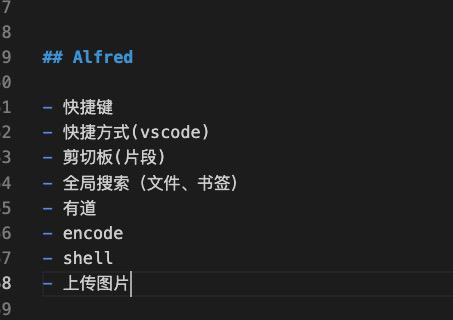 7
8
9 ## Alfred
0
1 - 快捷键
2 - 快捷方式(vscode)
3 - 剪切板(片段)
4 - 全局搜索（文件、书签）
5 - 有道
6 - encode
7 - shell
8 - 上传图片
9